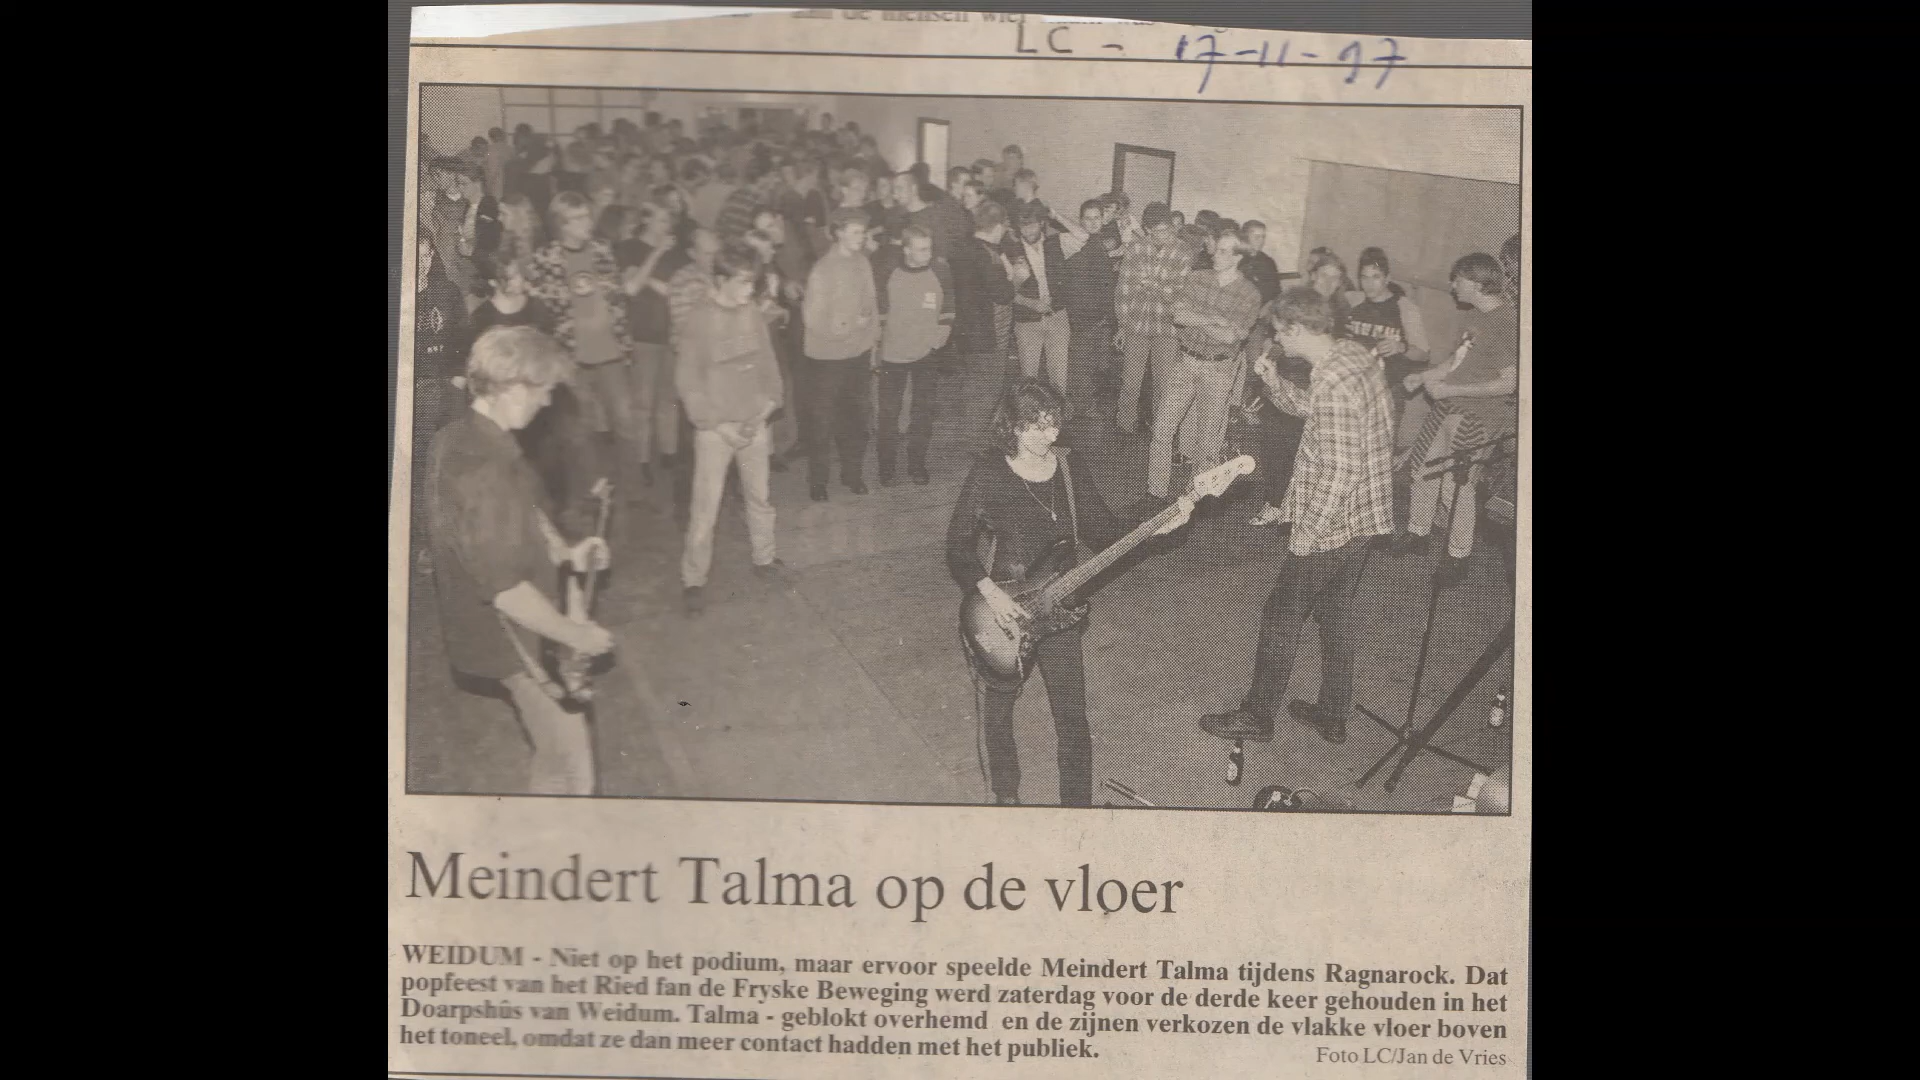 LC - 17-11-97
Meindert Talma op de vloer
WEIDUM - Niet op het podium, maar ervoor speelde Meindert Talma tijdens Ragnarock. Dat
popfeest van het Ried fan de Fryske Beweging werd zaterdag voor de derde keer gehouden in het
Doarpshûs van Weidum. Talma - geblokt overhemd en de zijnen verkozen de vlakke vloer boven
het toneel, omdat ze dan meer contact hadden met het publiek.
Foto LC/Jan de Vries